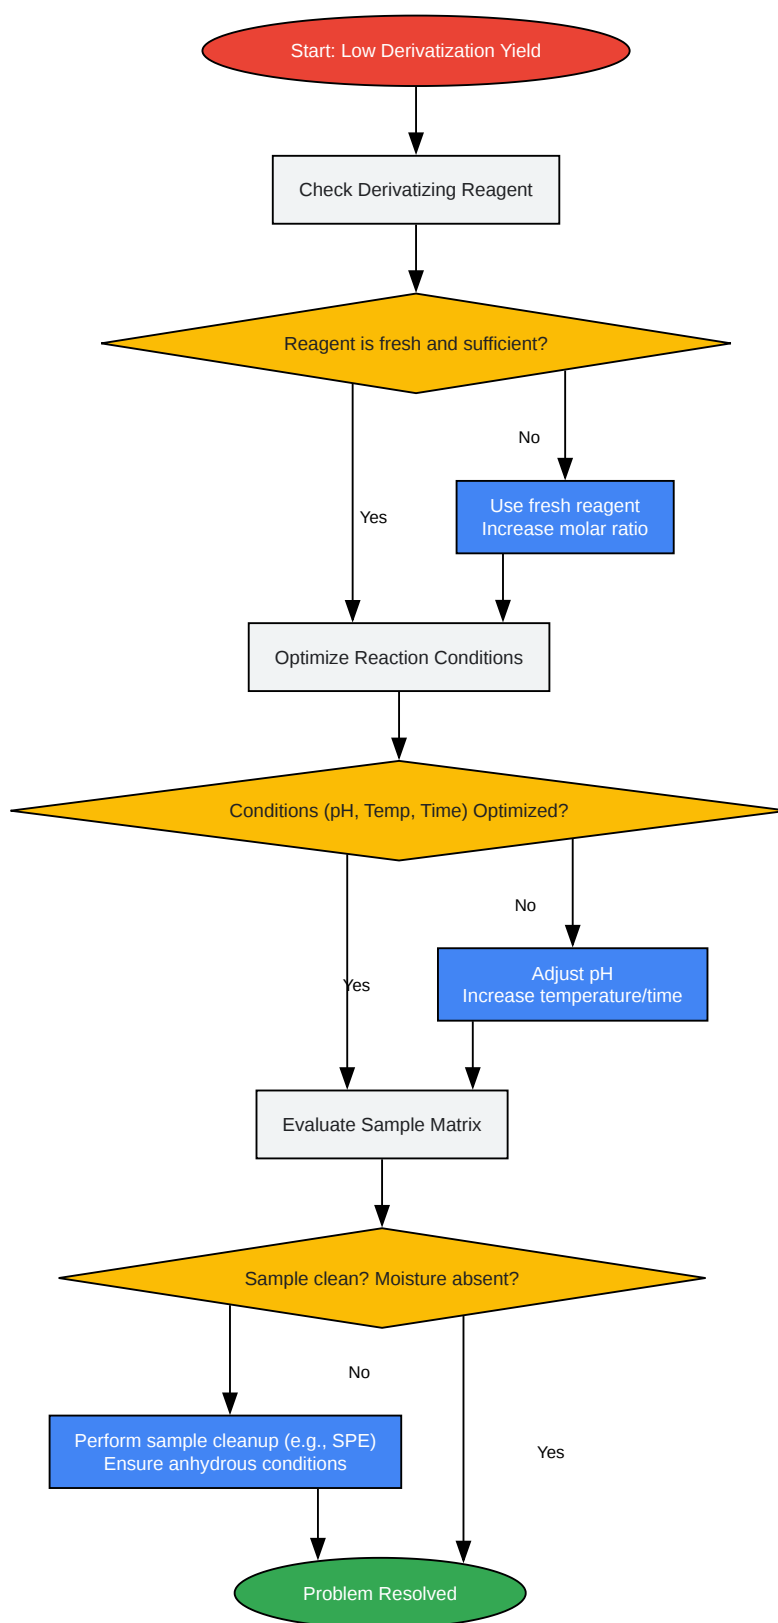 Start: Low Derivatization Yield
Check Derivatizing Reagent
Reagent is fresh and sufficient?
No
Use fresh reagent
Increase molar ratio
Yes
Optimize Reaction Conditions
Conditions (pH, Temp, Time) Optimized?
No
Adjust pH
Increase temperature/time
Yes
Evaluate Sample Matrix
Sample clean? Moisture absent?
No
Perform sample cleanup (e.g., SPE)
Ensure anhydrous conditions
Yes
Problem Resolved